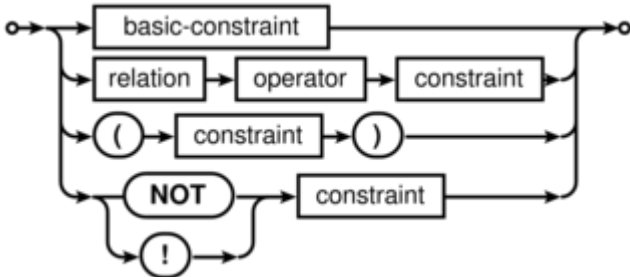 basic-constraint
relation operator constraint
( constraint )
NOT constraint
!